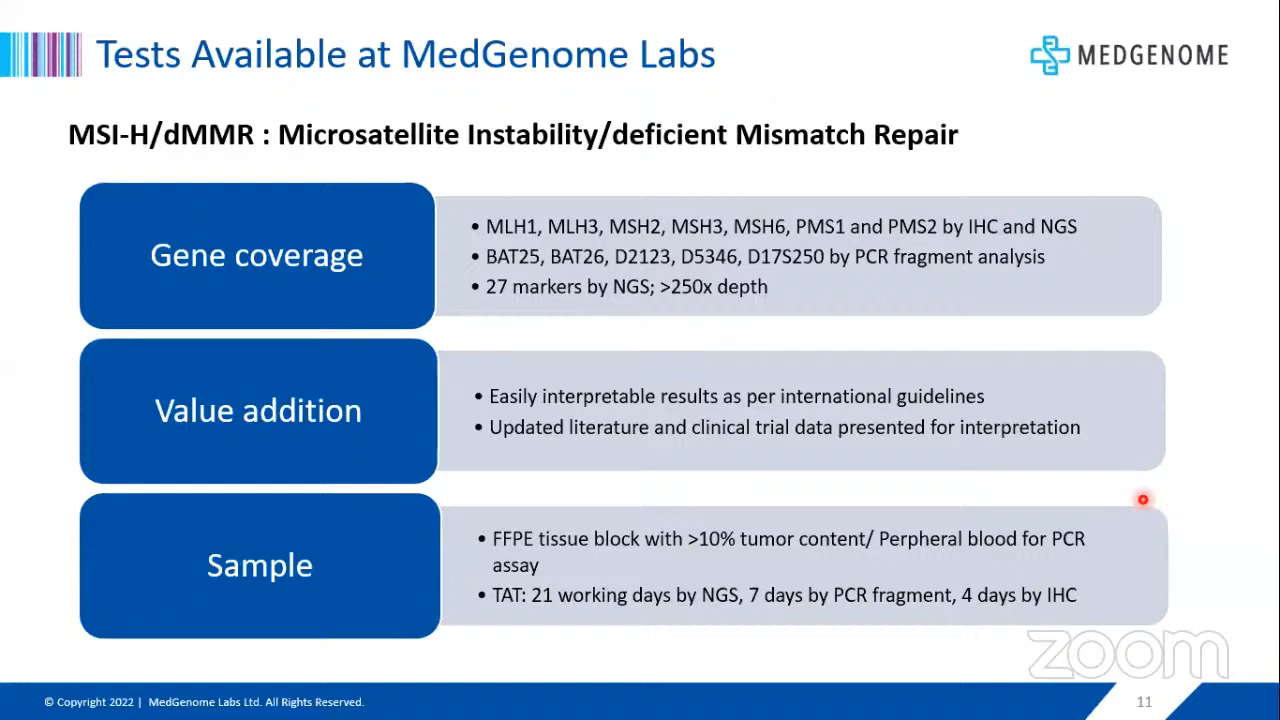 Tests Available at MedGenome Labs
MEDGENOME
MSI-H/dMMR : Microsatellite Instability/deficient Mismatch Repair
Gene coverage
• MLH1, MLH3, MSH2, MSH3, MSH6, PMS1 and PMS2 by IHC and NGS
• BAT25, BAT26, D2123, D5346, D17S250 by PCR fragment analysis
• 27 markers by NGS; >250x depth
Value addition
• Easily interpretable results as per international guidelines
• Updated literature and clinical trial data presented for interpretation
Sample
• FFPE tissue block with >10% tumor content/ Perpheral blood for PCR
assay
• TAT: 21 working days by NGS, 7 days by PCR fragment, 4 days by IHC
zoom
© Copyright 2022 | MedGenome Labs Ltd. All Rights Reserved.
11